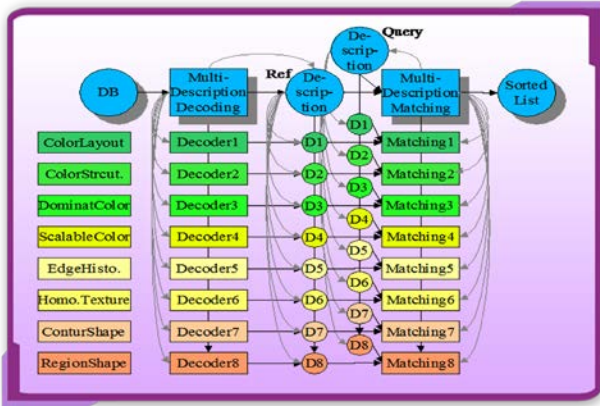 Query
De-
scrip-
tion
Ref
DB
Multi-
Description
Decoding
De-
scrip-
tion
Multi-
Description
Matching
Sorted
List
D1
ColorLayout
Decoder1
D1
Matching1
D2
ColorStrcut.
Decoder2
D2
Matching2
D3
DominatColor
Decoder3
D3
Matching3
D4
ScalableColor
Decoder4
D4
Matching4
D5
EdgeHisto.
Decoder5
D5
Matching5
D6
Homo.Texture
Decoder6
D6
Matching6
D7
ConturShape
Decoder7
D7
Matching7
D8
RegionShape
Decoder8
D8
Matching8